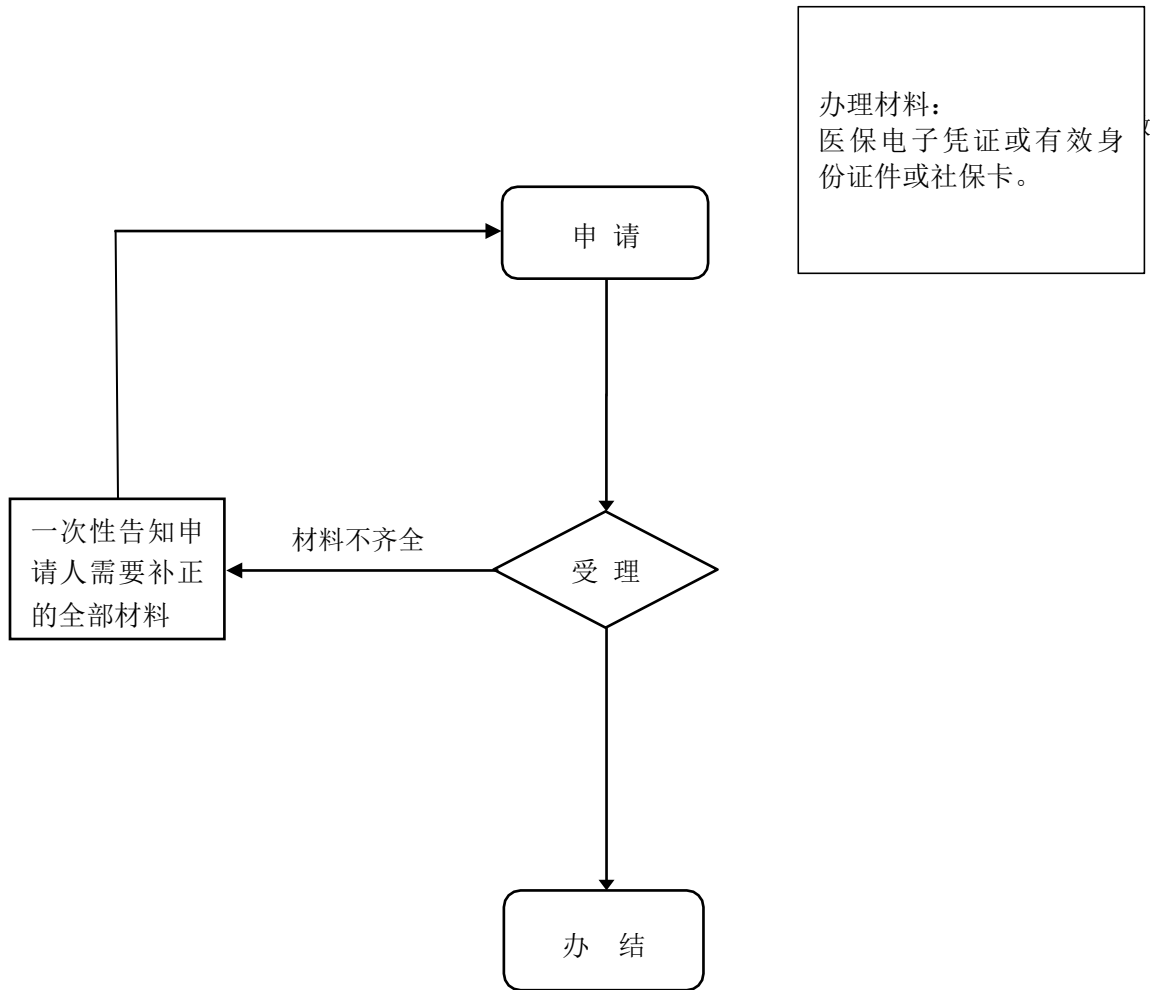 办理材料：
医保电子凭证或有效身
份证件或社保卡。
申 请
一次性告知申
请人需要补正
的全部材料
材料不齐全
受 理
办 结